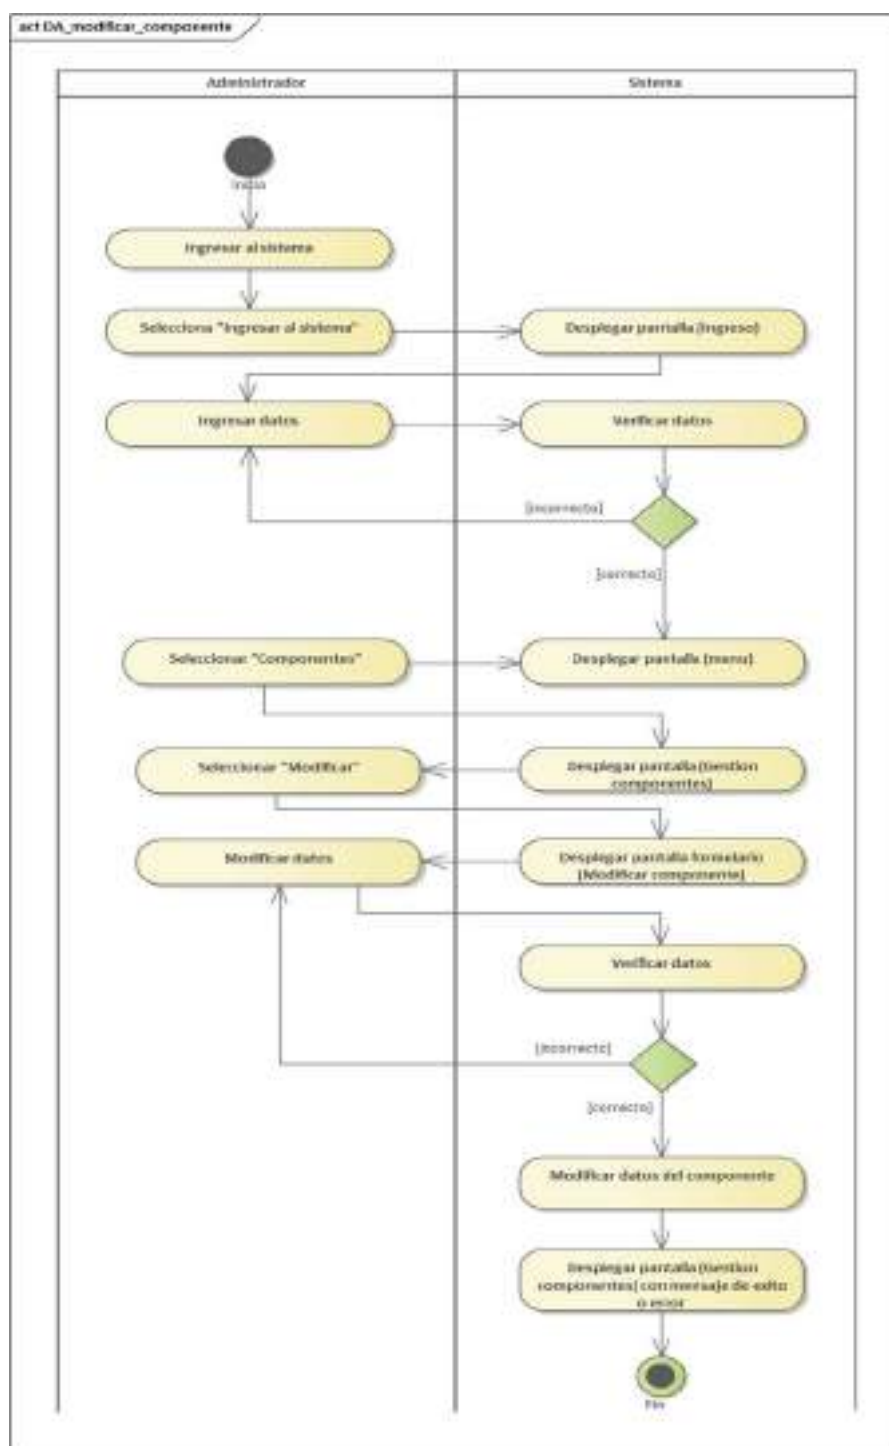 act DA_modificar_componente
Administrador
Sistema
Inicio
Ingresar al sistema
Selecciona "Ingresar al sistema"
Desplegar pantalla (Ingreso)
Ingresar datos
Verificar datos
[incorrecto]
[correcto]
Seleccionar "Componentes"
Desplegar pantalla (menu)
Seleccionar "Modificar"
Desplegar pantalla (Gestion
componentes)
Modificar datos
Desplegar pantalla formulario
(Modificar componente)
Verificar datos
[incorrecto]
[correcto]
Modificar datos del componente
Desplegar pantalla (Gestion
componentes) con mensaje de exito
o error
Fin